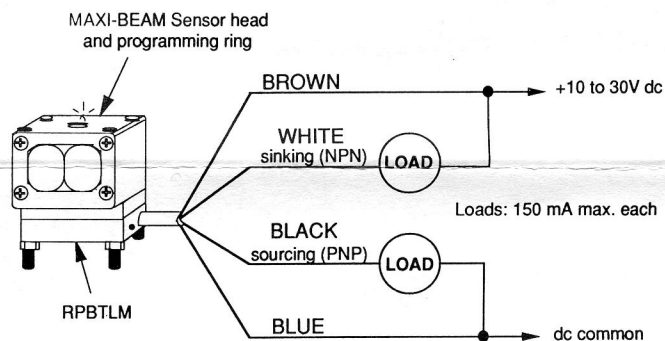 MAXI-BEAM Sensor head
and programming ring
BROWN
+10 to 30V dc
WHITE
sinking (NPN)
LOAD
Loads: 150 mA max. each
BLACK
sourcing (PNP)
LOAD
RPBTLM
BLUE
dc common